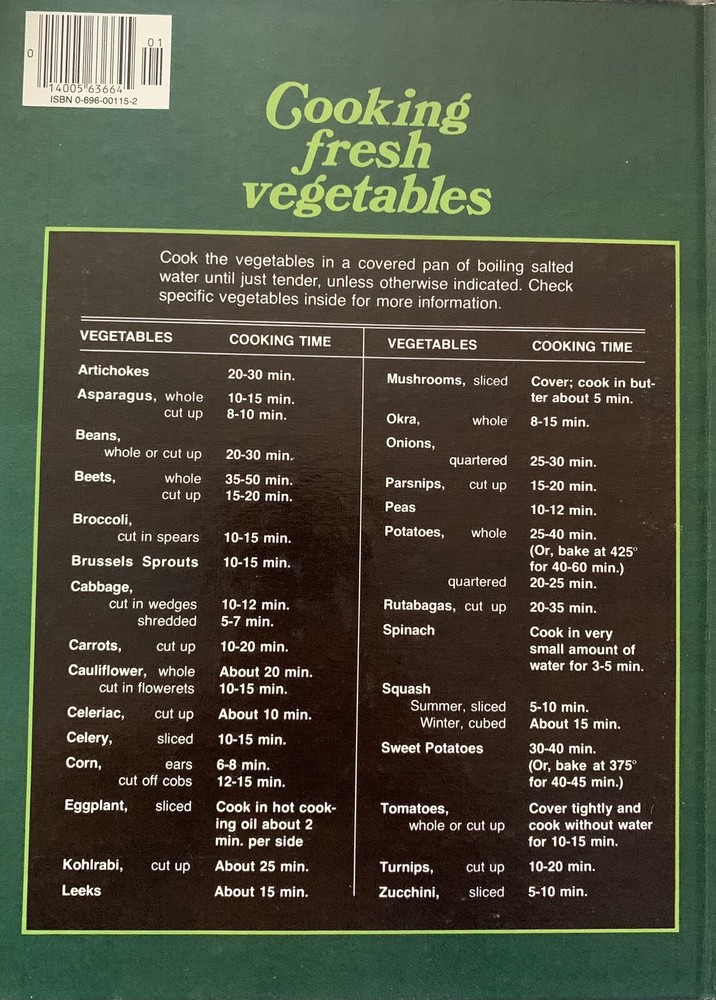 0
01
14005 63664
ISBN 0-696-00115-2
Cooking
fresh
vegetables
Cook the vegetables in a covered pan of boiling salted
water until just tender, unless otherwise indicated. Check
specific vegetables inside for more information.
VEGETABLES COOKING TIME
Artichokes 20-30 min.
Asparagus, whole 10-15 min.
cut up 8-10 min.
Beans,
whole or cut up 20-30 min.
Beets, whole 35-50 min.
cut up 15-20 min.
Broccoli,
cut in spears 10-15 min.
Brussels Sprouts 10-15 min.
Cabbage,
cut in wedges 10-12 min.
shredded 5-7 min.
Carrots, cut up 10-20 min.
Cauliflower, whole About 20 min.
cut in flowerets 10-15 min.
Celeriac, cut up About 10 min.
Celery, sliced 10-15 min.
Corn, ears 6-8 min.
cut off cobs 12-15 min.
Eggplant, sliced Cook in hot cook-
ing oil about 2
min. per side
Kohlrabi, cut up About 25 min.
Leeks About 15 min.
VEGETABLES COOKING TIME
Mushrooms, sliced Cover; cook in but-
ter about 5 min.
Okra, whole 8-15 min.
Onions,
quartered 25-30 min.
Parsnips, cut up 15-20 min.
Peas 10-12 min.
Potatoes, whole 25-40 min.
(Or, bake at 425°
for 40-60 min.)
quartered 20-25 min.
Rutabagas, cut up 20-35 min.
Spinach Cook in very
small amount of
water for 3-5 min.
Squash
Summer, sliced 5-10 min.
Winter, cubed About 15 min.
Sweet Potatoes 30-40 min.
(Or, bake at 375°
for 40-45 min.)
Tomatoes, Cover tightly and
whole or cut up cook without water
for 10-15 min.
Turnips, cut up 10-20 min.
Zucchini, sliced 5-10 min.